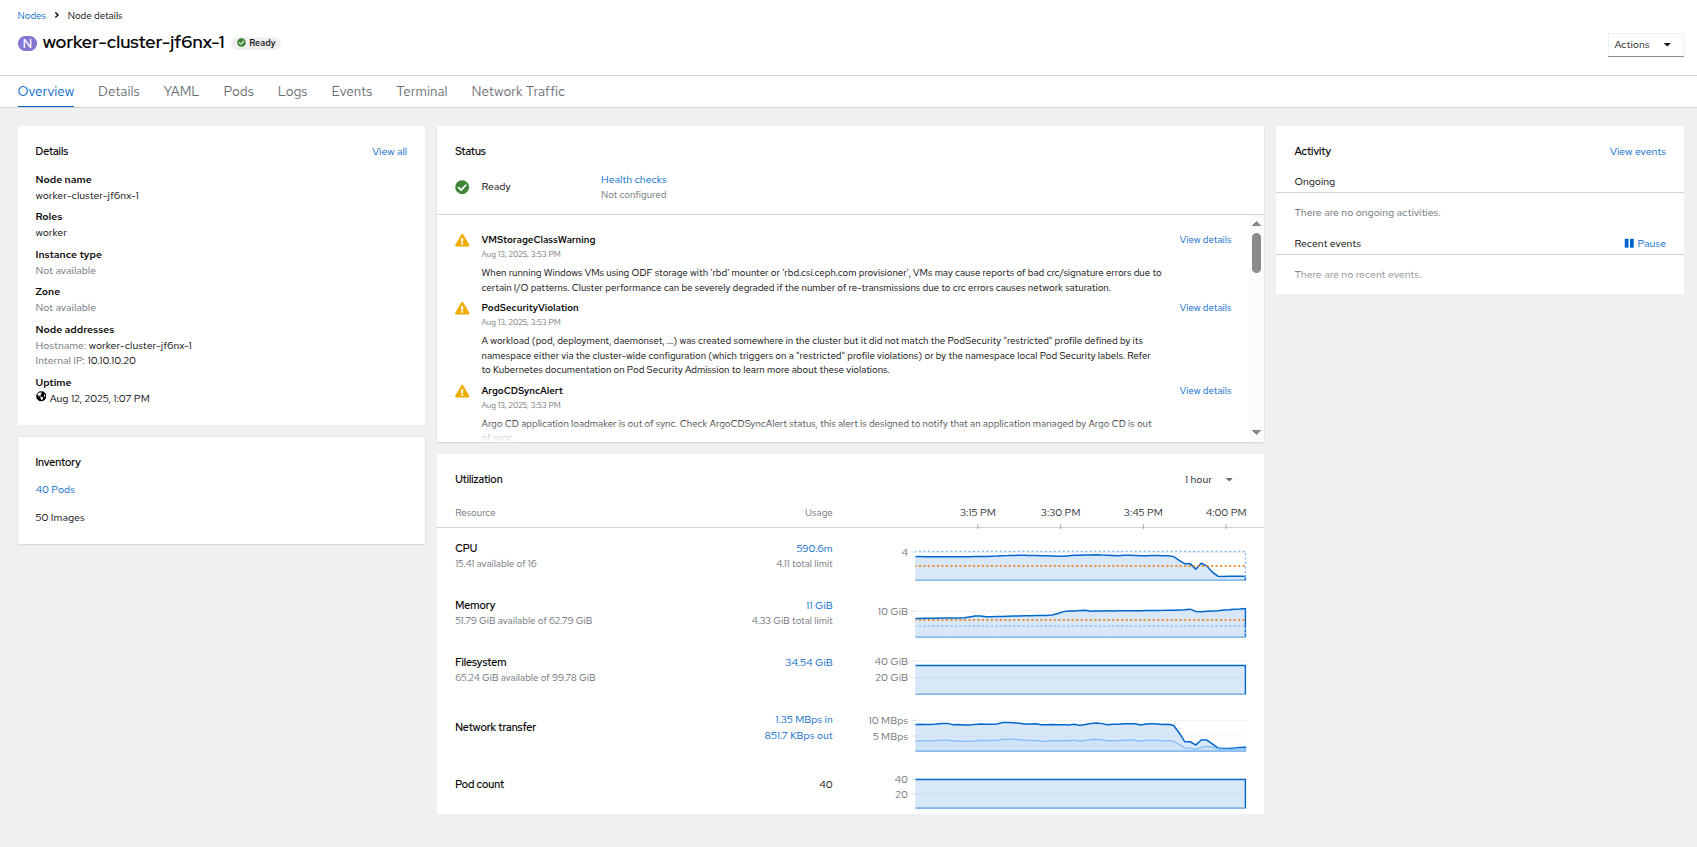 Nodes > Node details
N worker-cluster-jf6nx-1 Ready
Actions
Overview Details YAML Pods Logs Events Terminal Network Traffic
Details View all
Node name
worker-cluster-jf6nx-1
Roles
worker
Instance type
Not available
Zone
Not available
Node addresses
Hostname: worker-cluster-jf6nx-1
Internal IP: 10.10.10.20
Uptime
Aug 12, 2025, 1:07 PM
Inventory
40 Pods
50 Images
Status
Ready
Health checks
Not configured
VMStorageClassWarning View details
Aug 13, 2025, 3:53 PM
When running Windows VMs using ODF storage with 'rbd' mounter or 'rbd.csi.ceph.com provisioner', VMs may cause reports of bad crc/signature errors due to
certain I/O patterns. Cluster performance can be severely degraded if the number of re-transmissions due to crc errors causes network saturation.
PodSecurityViolation View details
Aug 13, 2025, 3:53 PM
A workload (pod, deployment, daemonset, ...) was created somewhere in the cluster but it did not match the PodSecurity "restricted" profile defined by its
namespace either via the cluster-wide configuration (which triggers on a "restricted" profile violations) or by the namespace local Pod Security labels. Refer
to Kubernetes documentation on Pod Security Admission to learn more about these violations.
ArgoCDSyncAlert View details
Aug 13, 2025, 3:53 PM
Argo CD application loadmaker is out of sync. Check ArgoCDSyncAlert status, this alert is designed to notify that an application managed by Argo CD is out
of sync.
Utilization 1 hour
Resource Usage 3:15 PM 3:30 PM 3:45 PM 4:00 PM
CPU 590.6m 4
15.41 available of 16 4.11 total limit
Memory 11 GiB 10 GiB
51.79 GiB available of 62.79 GiB 4.33 GiB total limit
Filesystem 34.54 GiB 40 GiB
65.24 GiB available of 99.78 GiB 20 GiB
Network transfer
1.35 MBps in 10 MBps
851.7 KBps out 5 MBps
Pod count 40 40
20
Activity View events
Ongoing
There are no ongoing activities.
Recent events Pause
There are no recent events.